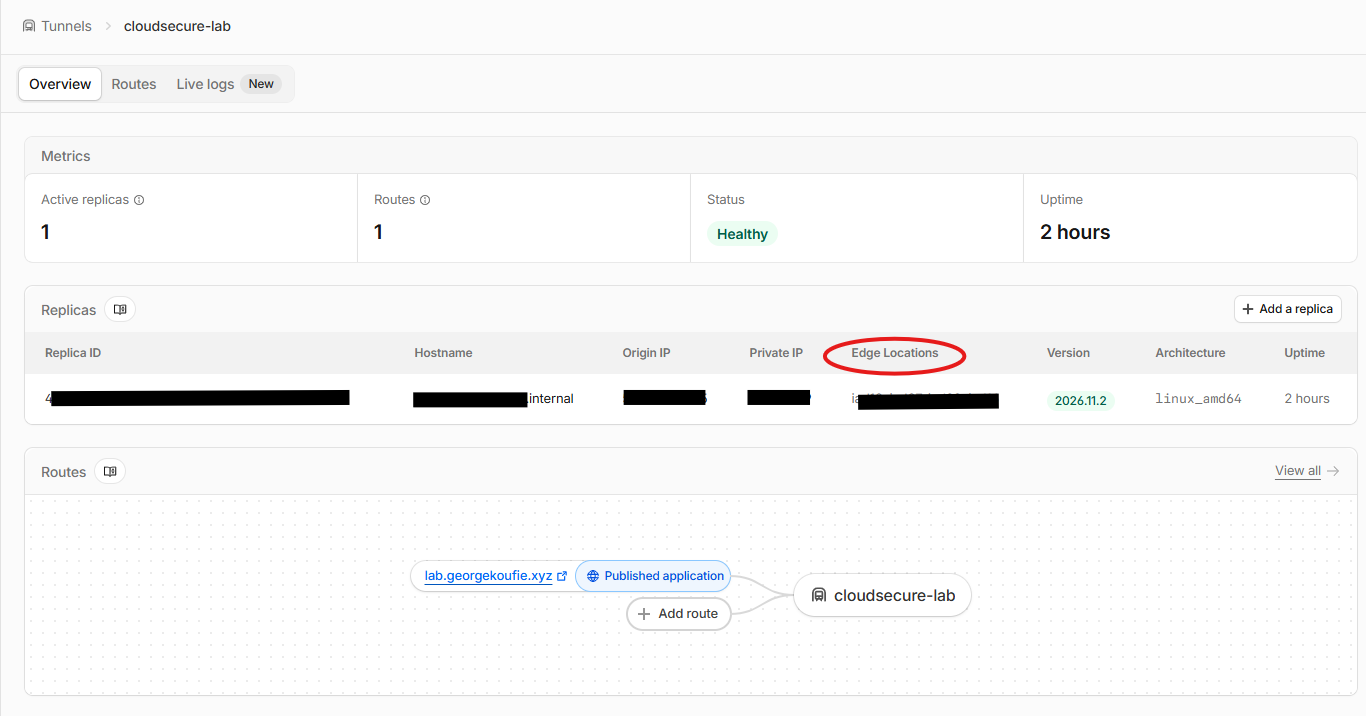 Tunnels > cloudsecure-lab
Overview Routes Live logs New
Metrics
Active replicas Routes Status Uptime
1 1 Healthy 2 hours
Replicas + Add a replica
Replica ID Hostname Origin IP Private IP Edge Locations Version Architecture Uptime
.internal 2026.11.2 linux_amd64 2 hours
Routes View all →
lab.georgekoufie.xyz Published application
cloudsecure-lab
+ Add route